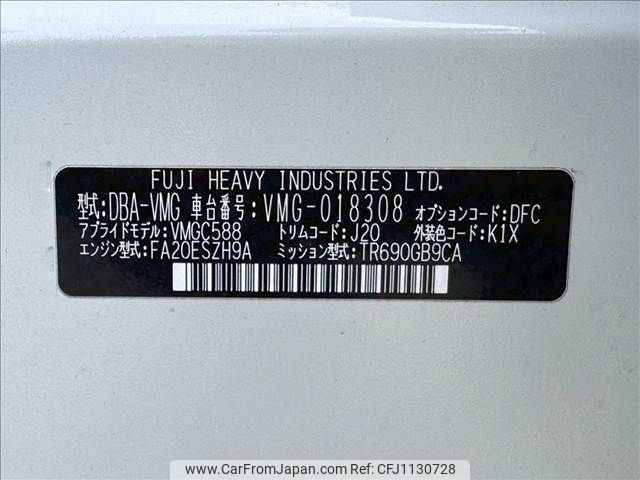 FUJI HEAVY INDUSTRIES LTD.
型式:DBA-VMG 車台番号:VMG-018308 オプションコード:DFC
アプライドモデル:VMGC588 トリムコード:J20 外装色コード:K1X
エンジン型式:FA20ESZH9A ミッション型式:TR690GB9CA
CAR FROM JAPAN
www.CarFromJapan.com - CFJ1130728